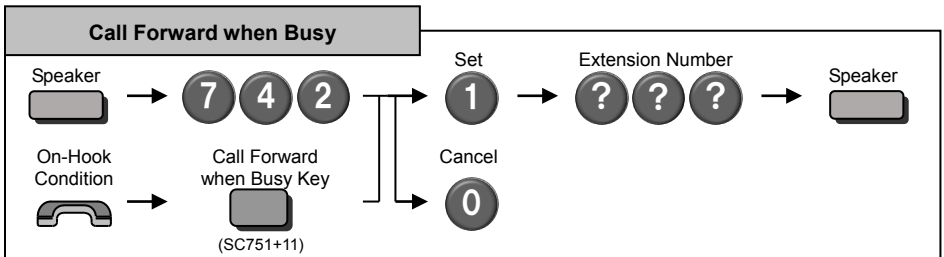 Call Forward when Busy
Speaker
7 4 2
Set
1
Extension Number
? ? ?
Speaker
On-Hook
Condition
Call Forward
when Busy Key
(SC751+11)
Cancel
0